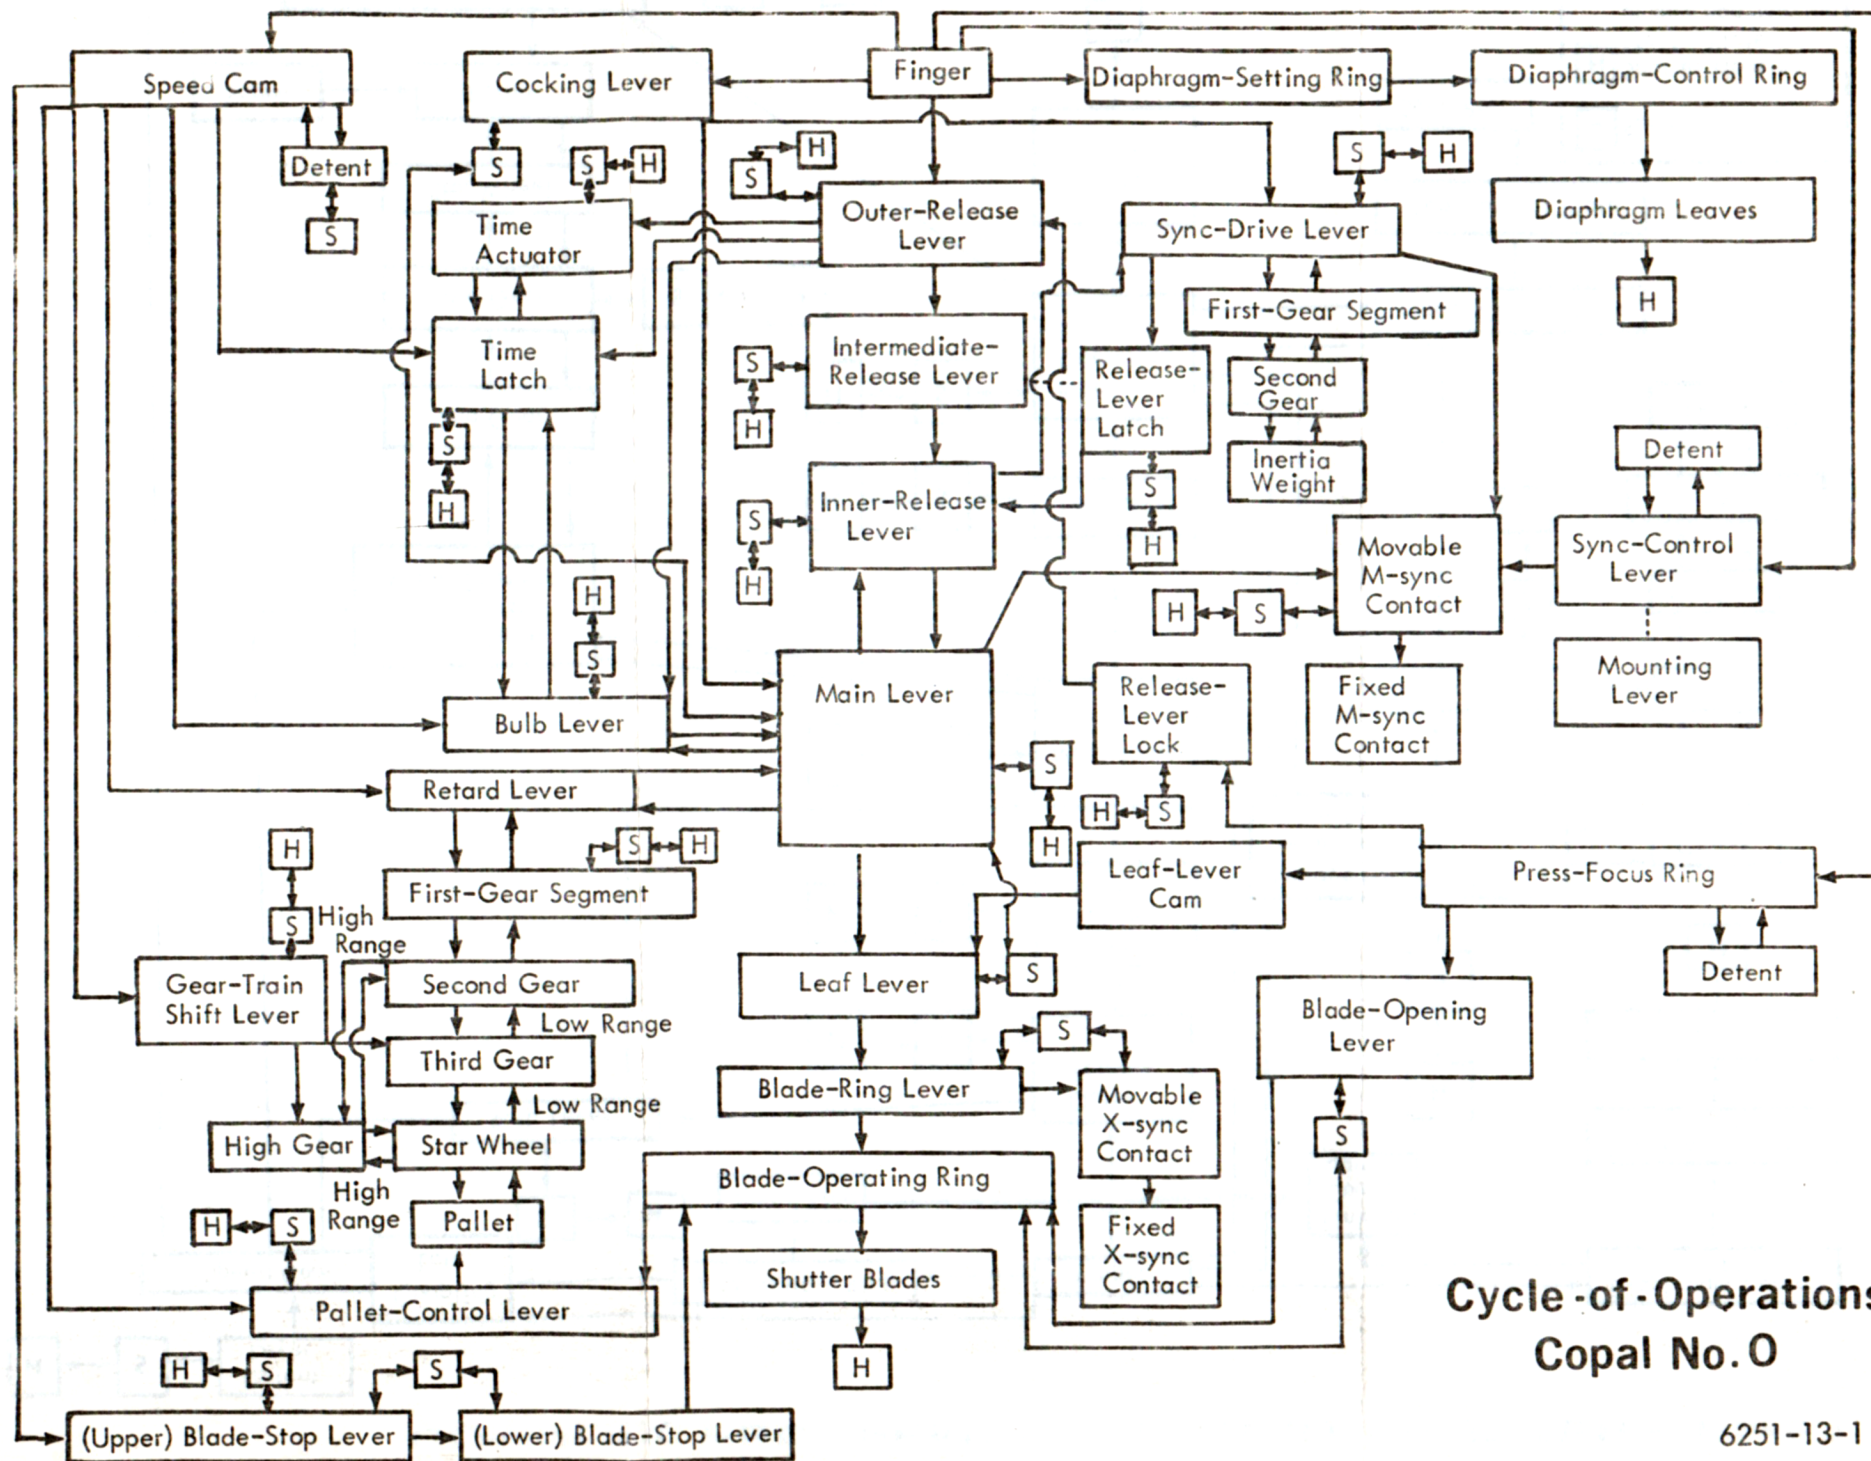 Speed Cam
Cocking Lever
Finger
Diaphragm-Setting Ring
Diaphragm-Control Ring
Detent
S
S
S
H
S
H
S
H
Time
Actuator
Outer-Release
Lever
Sync-Drive Lever
Diaphragm Leaves
H
Time
Latch
S
H
Intermediate-
Release Lever
S
H
Release-
Lever
Latch
S
H
First-Gear Segment
Second
Gear
Inertia
Weight
Inner-Release
Lever
S
H
Detent
Movable
M-sync
Contact
H
S
Sync-Control
Lever
Mounting
Lever
Fixed
M-sync
Contact
H
S
Bulb Lever
Main Lever
S
H
Release-
Lever
Lock
H
S
Retard Lever
H
S
S
H
First-Gear Segment
Leaf-Lever
Cam
Press-Focus Ring
Detent
High
Range
Gear-Train
Shift Lever
Second Gear
Low Range
Third Gear
Low Range
High Gear
Star Wheel
High
Range
Pallet
H
S
Pallet-Control Lever
Leaf Lever
S
Blade-Ring Lever
S
Movable
X-sync
Contact
Fixed
X-sync
Contact
Blade-Opening
Lever
S
Blade-Operating Ring
Shutter Blades
H
H
S
S
(Upper) Blade-Stop Lever
(Lower) Blade-Stop Lever
Cycle-of-Operations
Copal No.0
6251-13-1